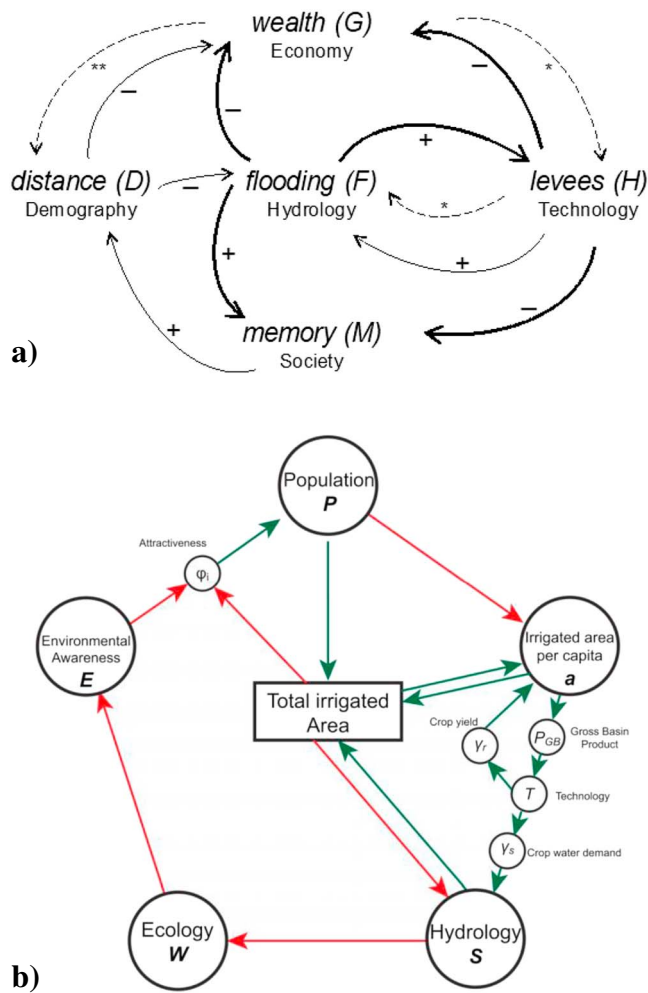 wealth (G)
Economy
**
*
−
−
−
+
distance (D)
Demography
−
flooding (F)
Hydrology
levees (H)
Technology
*
+
+
−
+
memory (M)
Society
a)
Population
P
Attractiveness
φi
Environmental
Awareness
E
Irrigated area
per capita
a
Total irrigated
Area
Crop yield
γr
PGB
Gross Basin
Product
T
Technology
γs
Crop water demand
Ecology
W
Hydrology
S
b)